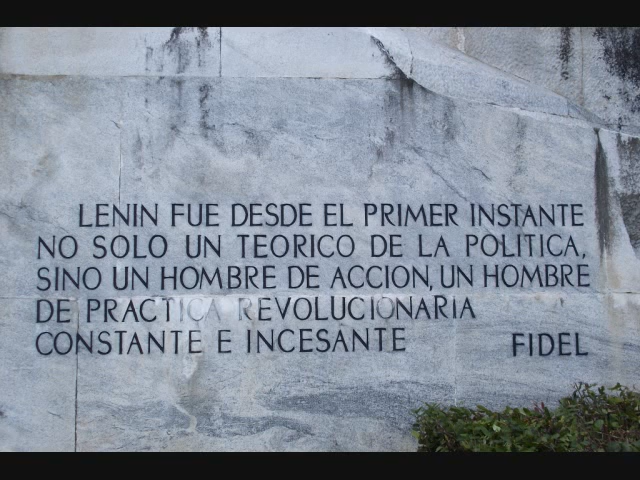 LENIN FUE DESDE EL PRIMER INSTANTE
NO SOLO UN TEORICO DE LA POLITICA,
SINO UN HOMBRE DE ACCION, UN HOMBRE
DE PRACTICA REVOLUCIONARIA
CONSTANTE E INCESANTE FIDEL